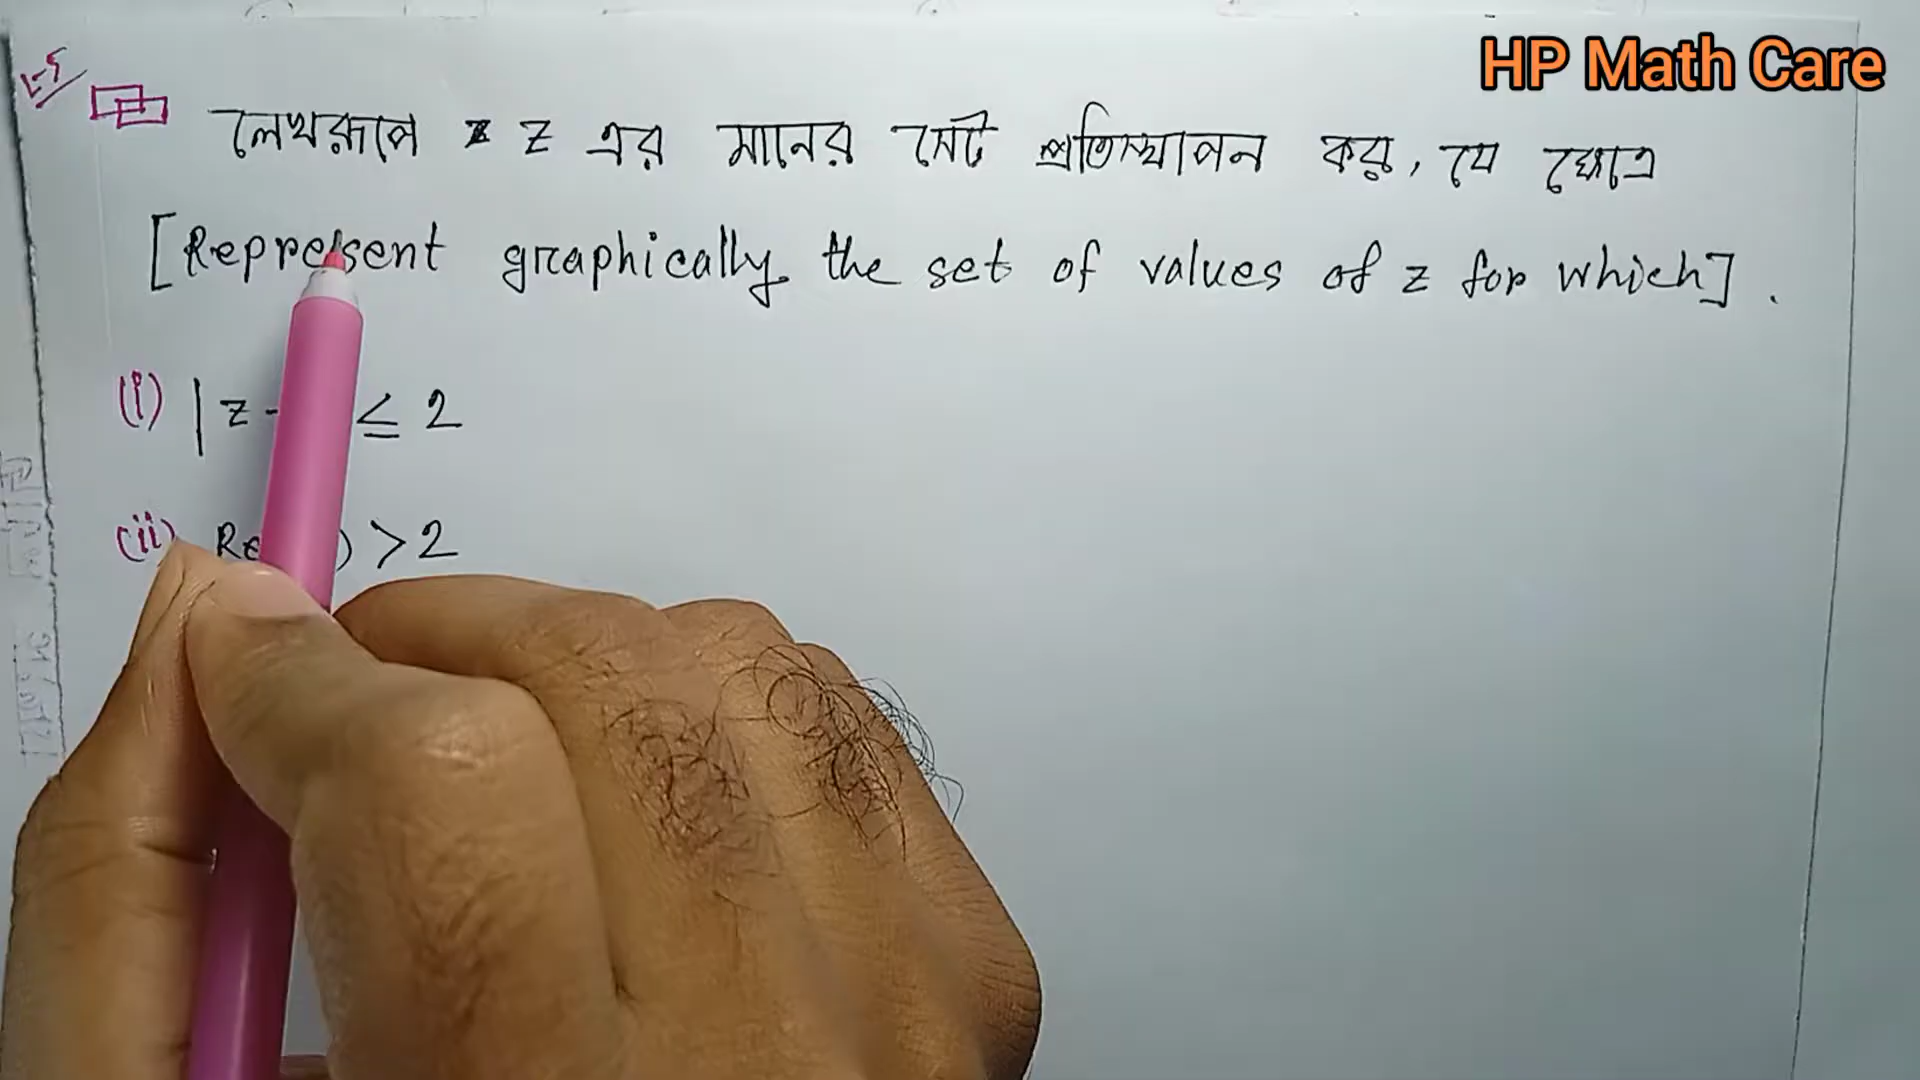 HP Math Care
L-5
লেখরূপে z এর মানের সেট প্রতিস্থাপন কর, যে ক্ষেত্রে
[Represent graphically the set of values of z for which].
(i) |z - ≤ 2
(ii) Re ) > 2